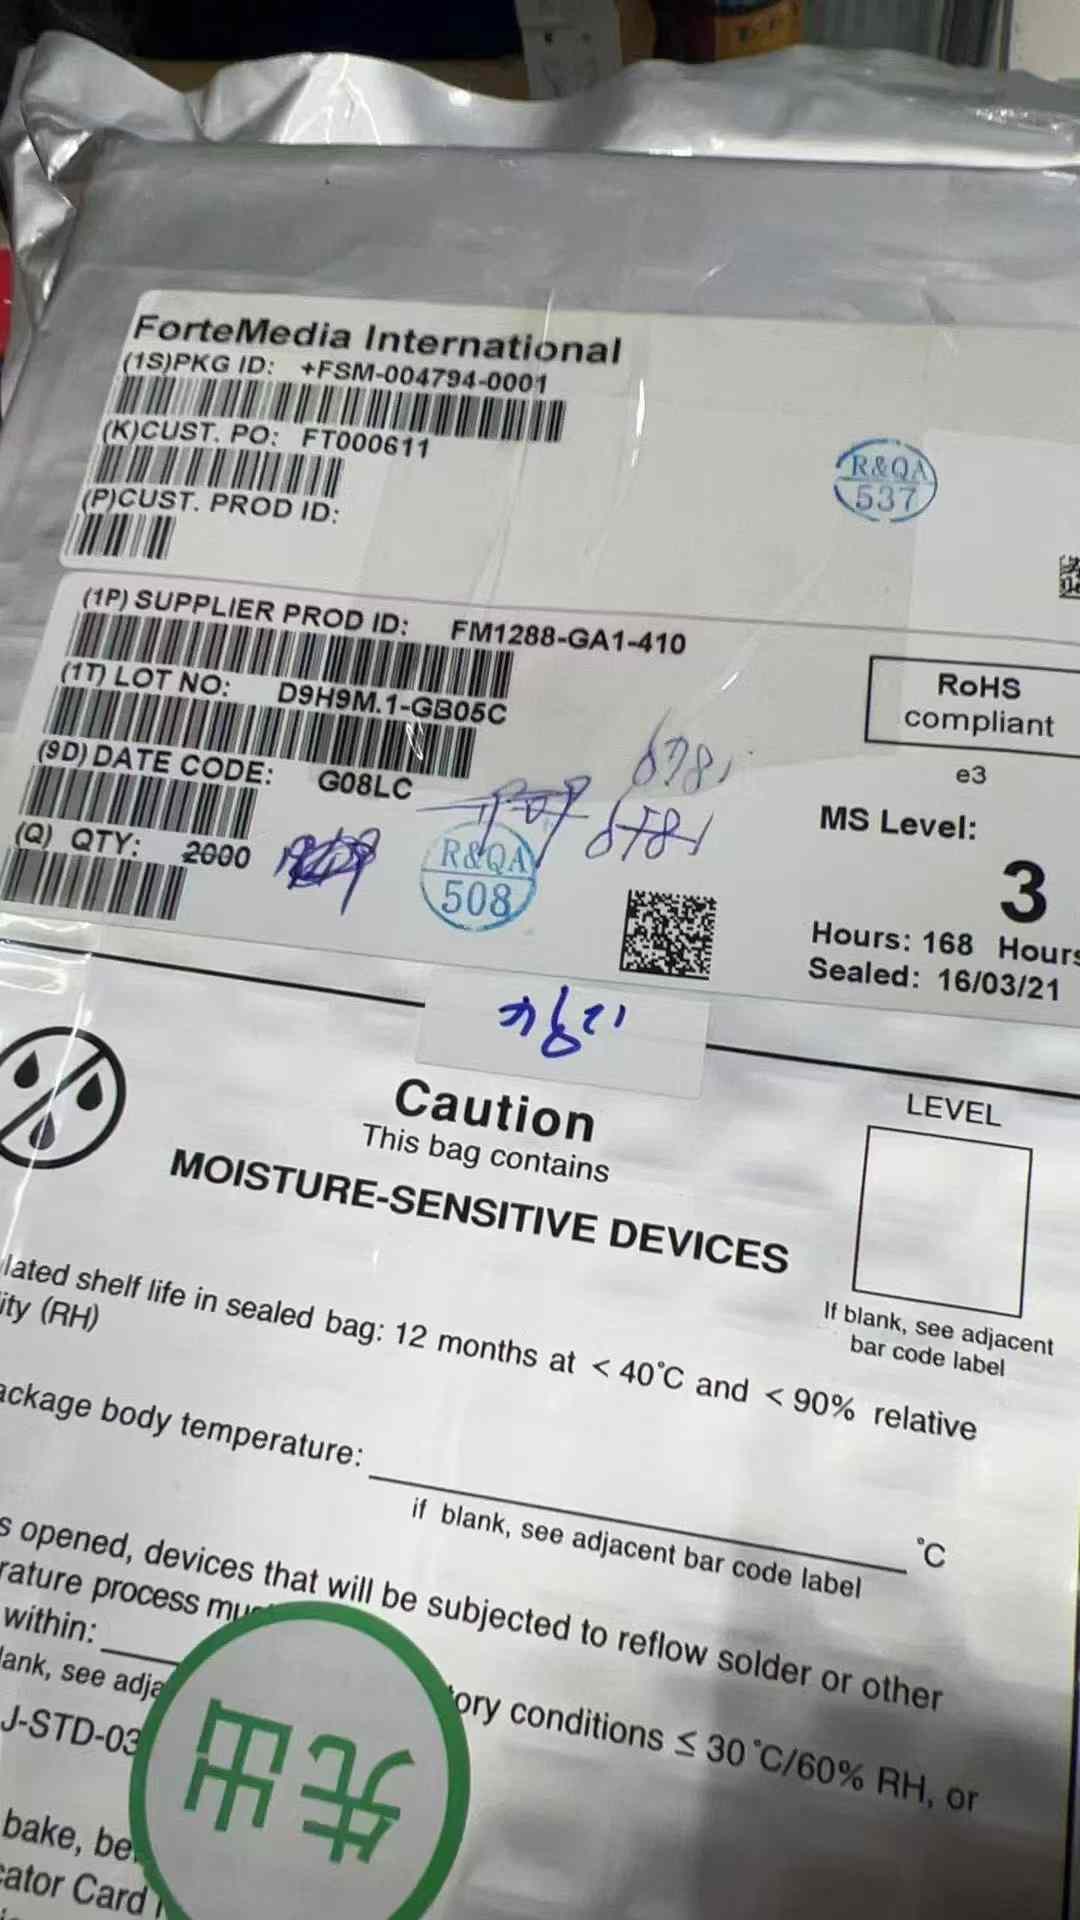 ForteMedia International
(1S)PKG ID: +FSM-004794-0001
(K)CUST. PO: FT000611
(P)CUST. PROD ID:
R&QA
537
(1P) SUPPLIER PROD ID: FM1288-GA1-410
(1T) LOT NO: D9H9M.1-GB05C
(9D) DATE CODE: G08LC
(Q) QTY: 2000
R&QA
508
RoHS
compliant
e3
MS Level:
3
Hours: 168 Hours
Sealed: 16/03/21
Caution
This bag contains
MOISTURE-SENSITIVE DEVICES
LEVEL
If blank, see adjacent
bar code label
lated shelf life in sealed bag: 12 months at < 40°C and < 90% relative
ity (RH)
ackage body temperature: °C
if blank, see adjacent bar code label
s opened, devices that will be subjected to reflow solder or other
rature process mu
within: ory conditions ≤ 30°C/60% RH, or
lank, see adja
J-STD-03
bake, be
cator Card